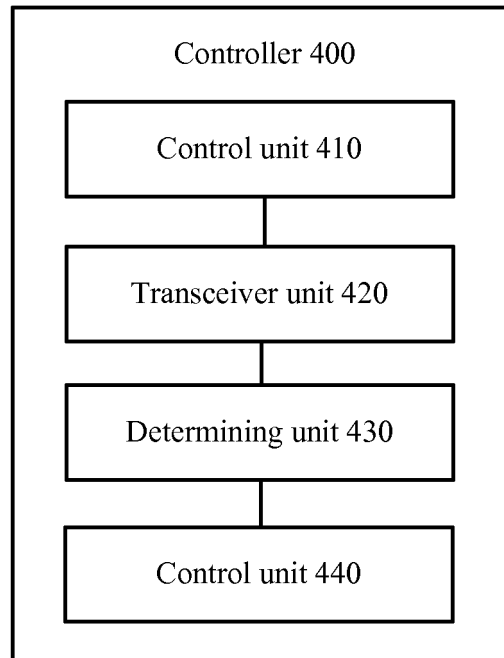 Controller 400
Control unit 410
Transceiver unit 420
Determining unit 430
Control unit 440